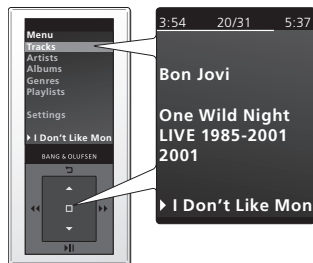 Menu
Tracks
Artists
Albums
Genres
Playlists
Settings
I Don't Like Mon
BANG & OLUFSEN
3:54 20/31 5:37
Bon Jovi
One Wild Night
LIVE 1985-2001
2001
I Don't Like Mon